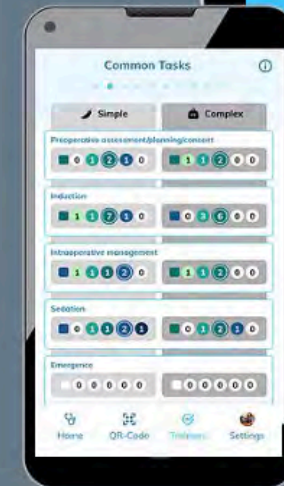 Common Tasks
Simple Complex
Preoperative assessment/planning/consent
0 1 2 1 0 1 1 2 0 0
Induction
1 1 7 1 0 0 3 6 0 0
Intraoperative management
1 1 1 2 0 1 1 2 0 0
Sedation
0 1 1 2 1 0 1 2 1 0
Emergence
0 0 0 0 0 0 0 0 0 0
Home QR-Code Trainees Settings